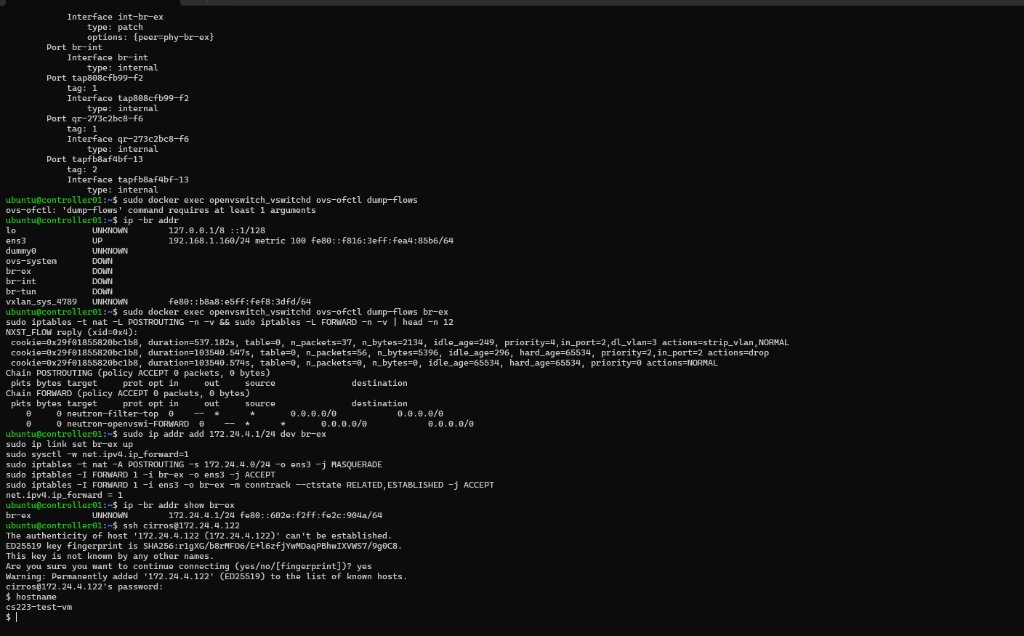 Interface int-br-ex
type: patch
options: {peer=phy-br-ex}
Port br-int
Interface br-int
type: internal
Port tap808cfb99-f2
tag: 1
Interface tap808cfb99-f2
type: internal
Port qr-273c2bc8-f6
tag: 1
Interface qr-273c2bc8-f6
type: internal
Port tapfb8af4bf-13
tag: 2
Interface tapfb8af4bf-13
type: internal
ubuntu@controller01:~$ sudo docker exec openvswitch_vswitchd ovs-ofctl dump-flows
ovs-ofctl: 'dump-flows' command requires at least 1 arguments
ubuntu@controller01:~$ ip -br addr
lo UNKNOWN 127.0.0.1/8 ::1/128
ens3 UP 192.168.1.160/24 metric 100 fe80::f816:3eff:fea4:85b6/64
dummy0 UNKNOWN
ovs-system DOWN
br-ex DOWN
br-int DOWN
br-tun DOWN
vxlan_sys_4789 UNKNOWN fe80::b8a8:e5ff:fef8:3dfd/64
ubuntu@controller01:~$ sudo docker exec openvswitch_vswitchd ovs-ofctl dump-flows br-ex
sudo iptables -t nat -L POSTROUTING -n -v && sudo iptables -L FORWARD -n -v | head -n 12
NXST_FLOW reply (xid=0x4):
cookie=0x29f01855820bc1b8, duration=537.182s, table=0, n_packets=37, n_bytes=2134, idle_age=249, priority=4,in_port=2,dl_vlan=3 actions=strip_vlan,NORMAL
cookie=0x29f01855820bc1b8, duration=103540.547s, table=0, n_packets=56, n_bytes=5396, idle_age=296, hard_age=65534, priority=2,in_port=2 actions=drop
cookie=0x29f01855820bc1b8, duration=103540.574s, table=0, n_packets=0, n_bytes=0, idle_age=65534, hard_age=65534, priority=0 actions=NORMAL
Chain POSTROUTING (policy ACCEPT 0 packets, 0 bytes)
pkts bytes target prot opt in out source destination
Chain FORWARD (policy ACCEPT 0 packets, 0 bytes)
pkts bytes target prot opt in out source destination
0 0 neutron-filter-top 0 -- * * 0.0.0.0/0 0.0.0.0/0
0 0 neutron-openvswi-FORWARD 0 -- * * 0.0.0.0/0 0.0.0.0/0
ubuntu@controller01:~$ sudo ip addr add 172.24.4.1/24 dev br-ex
sudo ip link set br-ex up
sudo sysctl -w net.ipv4.ip_forward=1
sudo iptables -t nat -A POSTROUTING -s 172.24.4.0/24 -o ens3 -j MASQUERADE
sudo iptables -I FORWARD 1 -i br-ex -o ens3 -j ACCEPT
sudo iptables -I FORWARD 1 -i ens3 -o br-ex -m conntrack --ctstate RELATED,ESTABLISHED -j ACCEPT
net.ipv4.ip_forward = 1
ubuntu@controller01:~$ ip -br addr show br-ex
br-ex UNKNOWN 172.24.4.1/24 fe80::602e:f2ff:fe2c:904a/64
ubuntu@controller01:~$ ssh cirros@172.24.4.122
The authenticity of host '172.24.4.122 (172.24.4.122)' can't be established.
ED25519 key fingerprint is SHA256:r1gXG/b8rMFO6/E+l6zfjYwMDaqPBhwIXVWS7/9g0C8.
This key is not known by any other names.
Are you sure you want to continue connecting (yes/no/[fingerprint])? yes
Warning: Permanently added '172.24.4.122' (ED25519) to the list of known hosts.
cirros@172.24.4.122's password:
$ hostname
cs223-test-vm
$